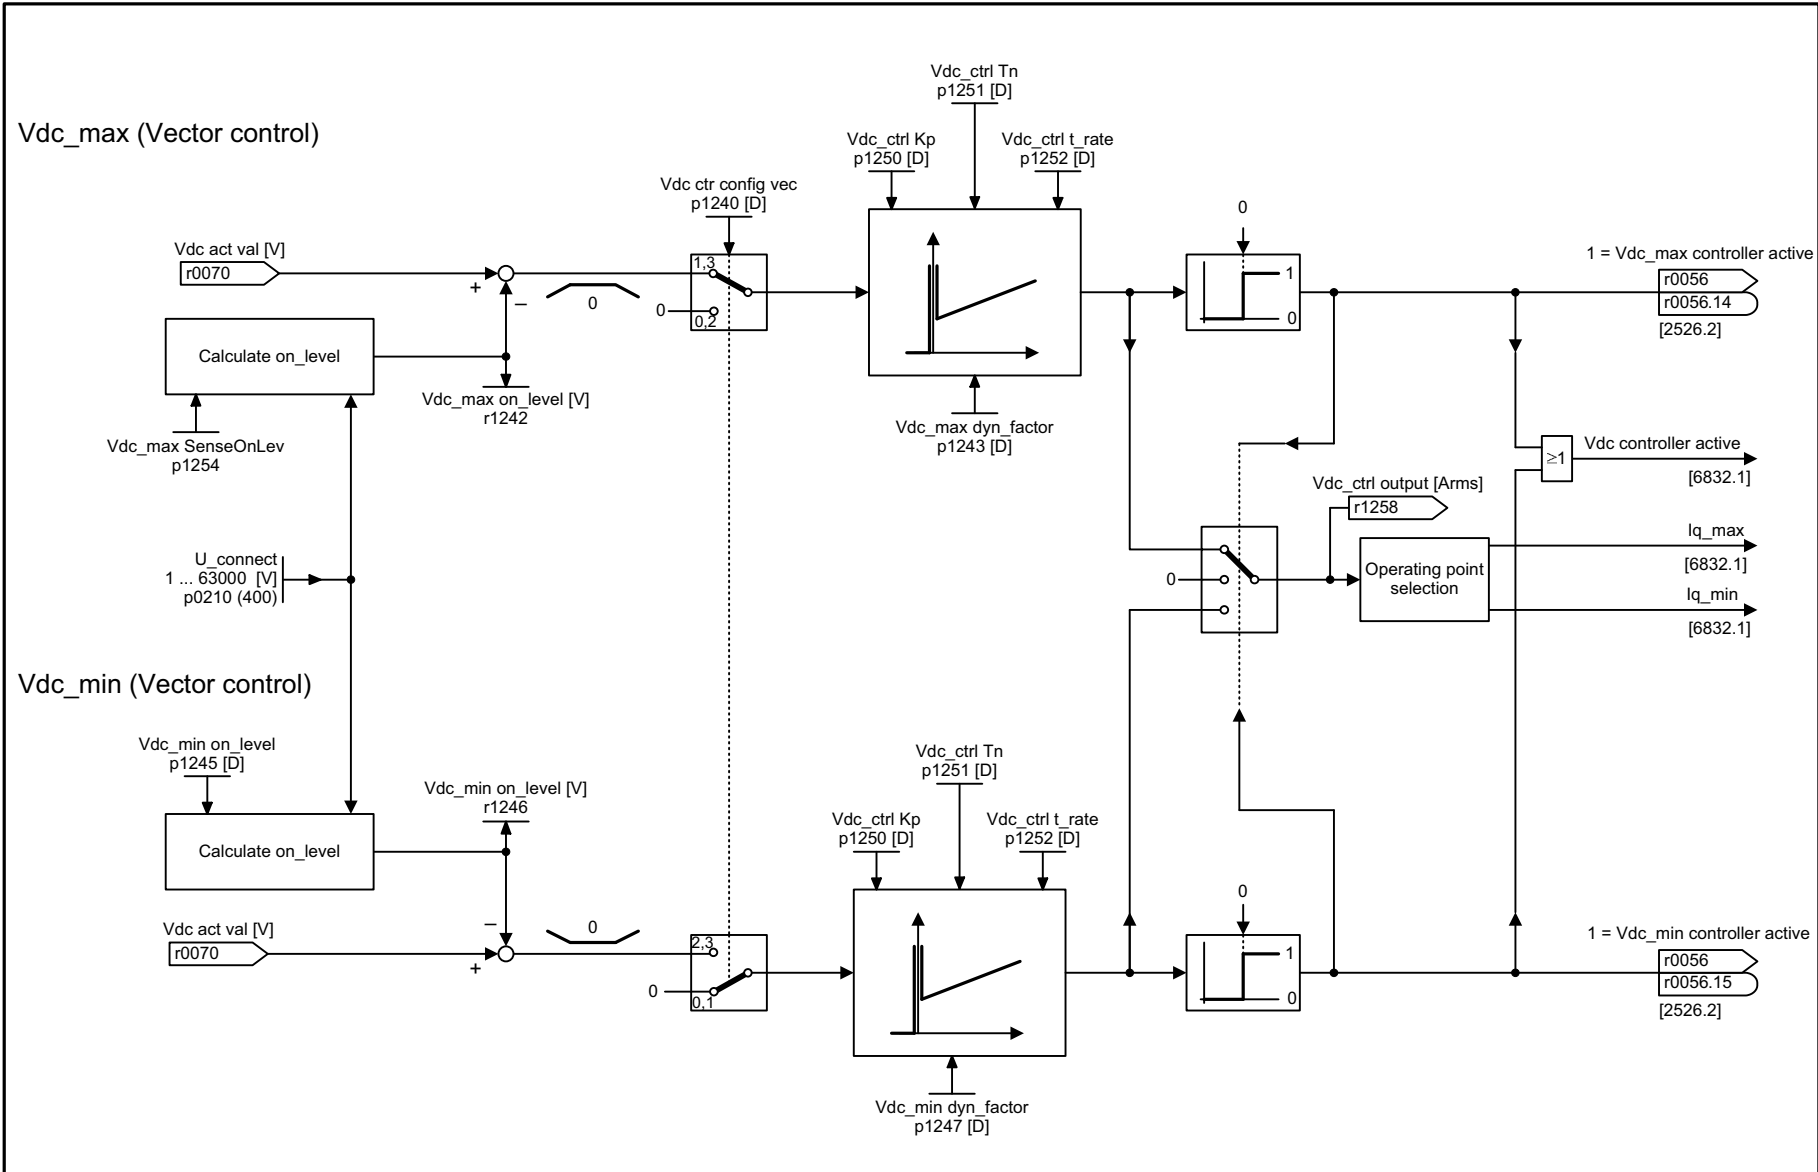 Vdc_max (Vector control)
Vdc_ctrl Tn
p1251 [D]
Vdc_ctrl Kp
p1250 [D]
Vdc_ctrl t_rate
p1252 [D]
Vdc ctr config vec
p1240 [D]
0
Vdc act val [V]
r0070
+
–
0
1,3
0
0,2
1
0
1 = Vdc_max controller active
r0056
r0056.14
[2526.2]
Calculate on_level
Vdc_max on_level [V]
r1242
Vdc_max SenseOnLev
p1254
Vdc_max dyn_factor
p1243 [D]
≥1
Vdc controller active
[6832.1]
Vdc_ctrl output [Arms]
r1258
U_connect
1 ... 63000 [V]
p0210 (400)
0
Operating point
selection
Iq_max
[6832.1]
Iq_min
[6832.1]
Vdc_min (Vector control)
Vdc_min on_level
p1245 [D]
Vdc_min on_level [V]
r1246
Vdc_ctrl Tn
p1251 [D]
Vdc_ctrl Kp
p1250 [D]
Vdc_ctrl t_rate
p1252 [D]
Calculate on_level
0
Vdc act val [V]
r0070
–
+
0
2,3
0
0,1
1
0
1 = Vdc_min controller active
r0056
r0056.15
[2526.2]
Vdc_min dyn_factor
p1247 [D]